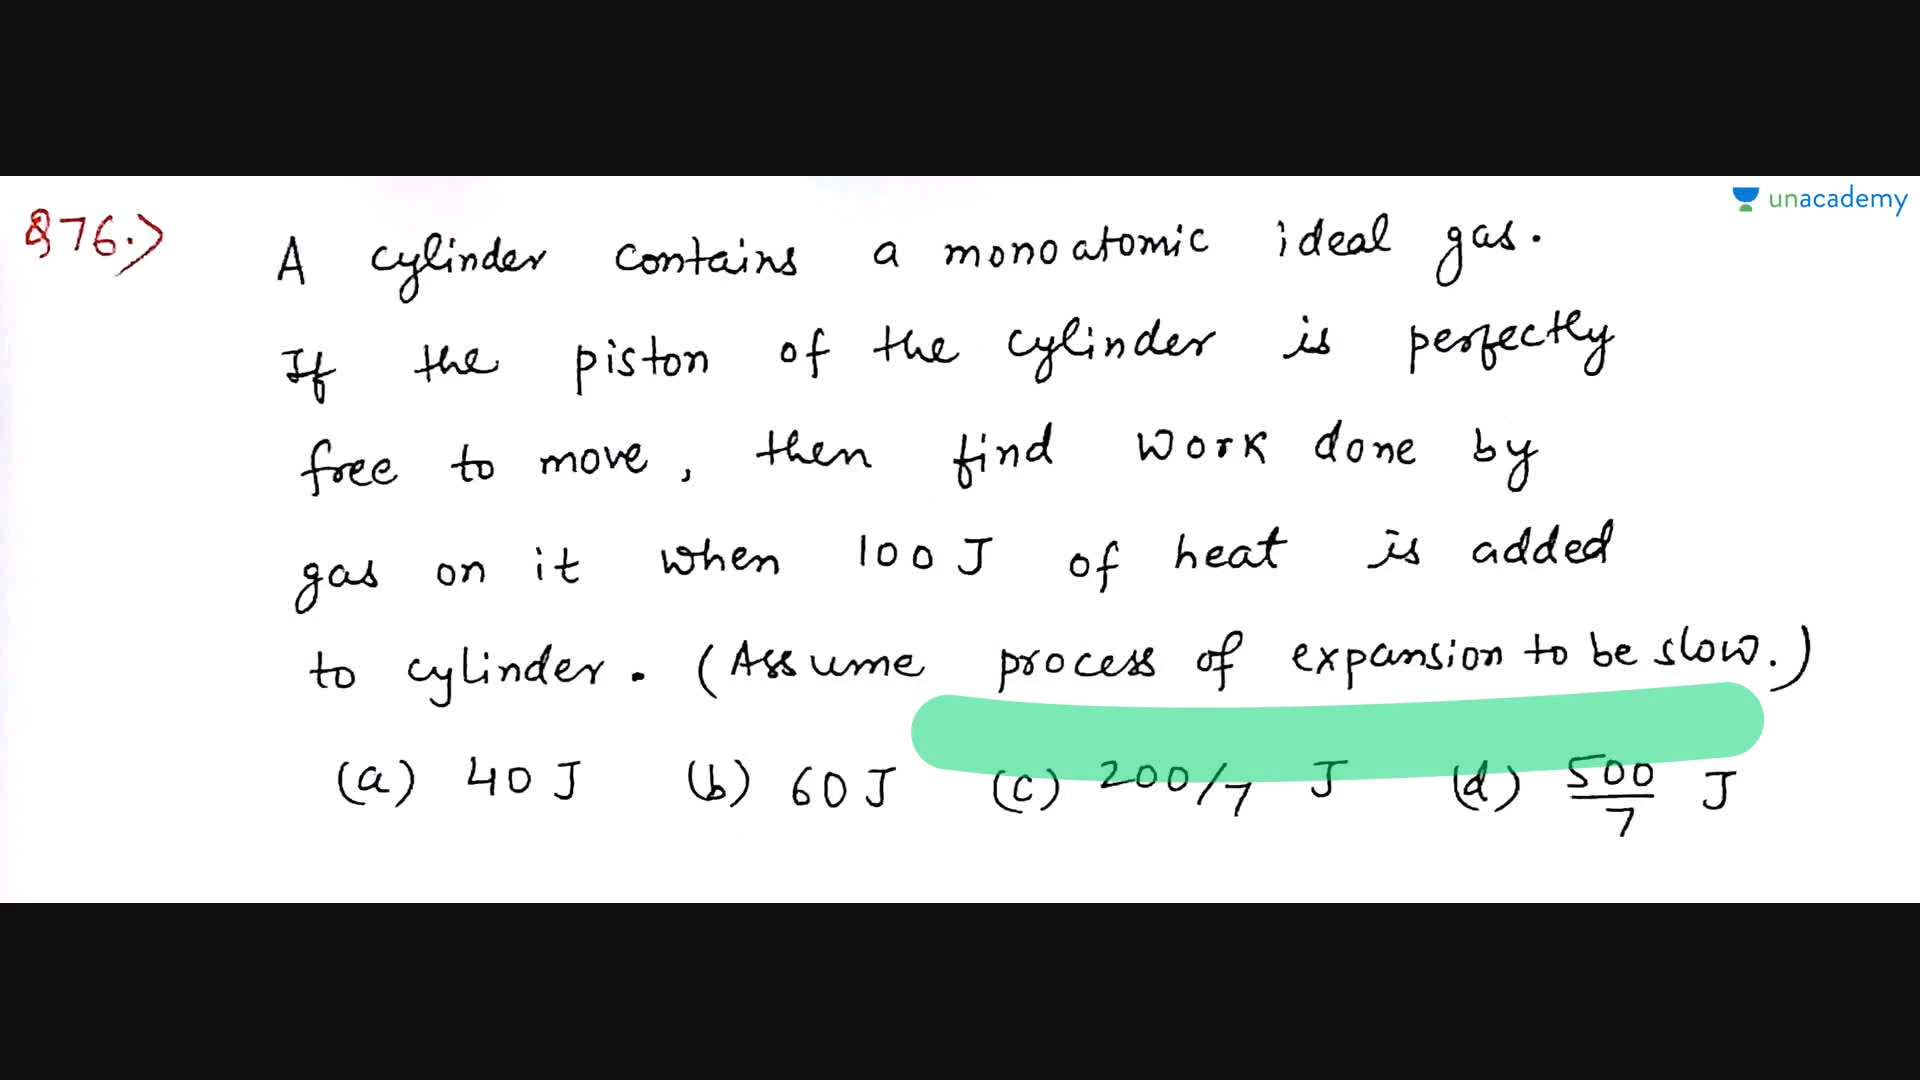 unacademy
Q76.) A cylinder contains a monoatomic ideal gas.
If the piston of the cylinder is perfectly
free to move, then find work done by
gas on it when 100 J of heat is added
to cylinder. (Assume process of expansion to be slow.)
(a) 40 J (b) 60 J (c) 200/7 J (d) 500/7 J